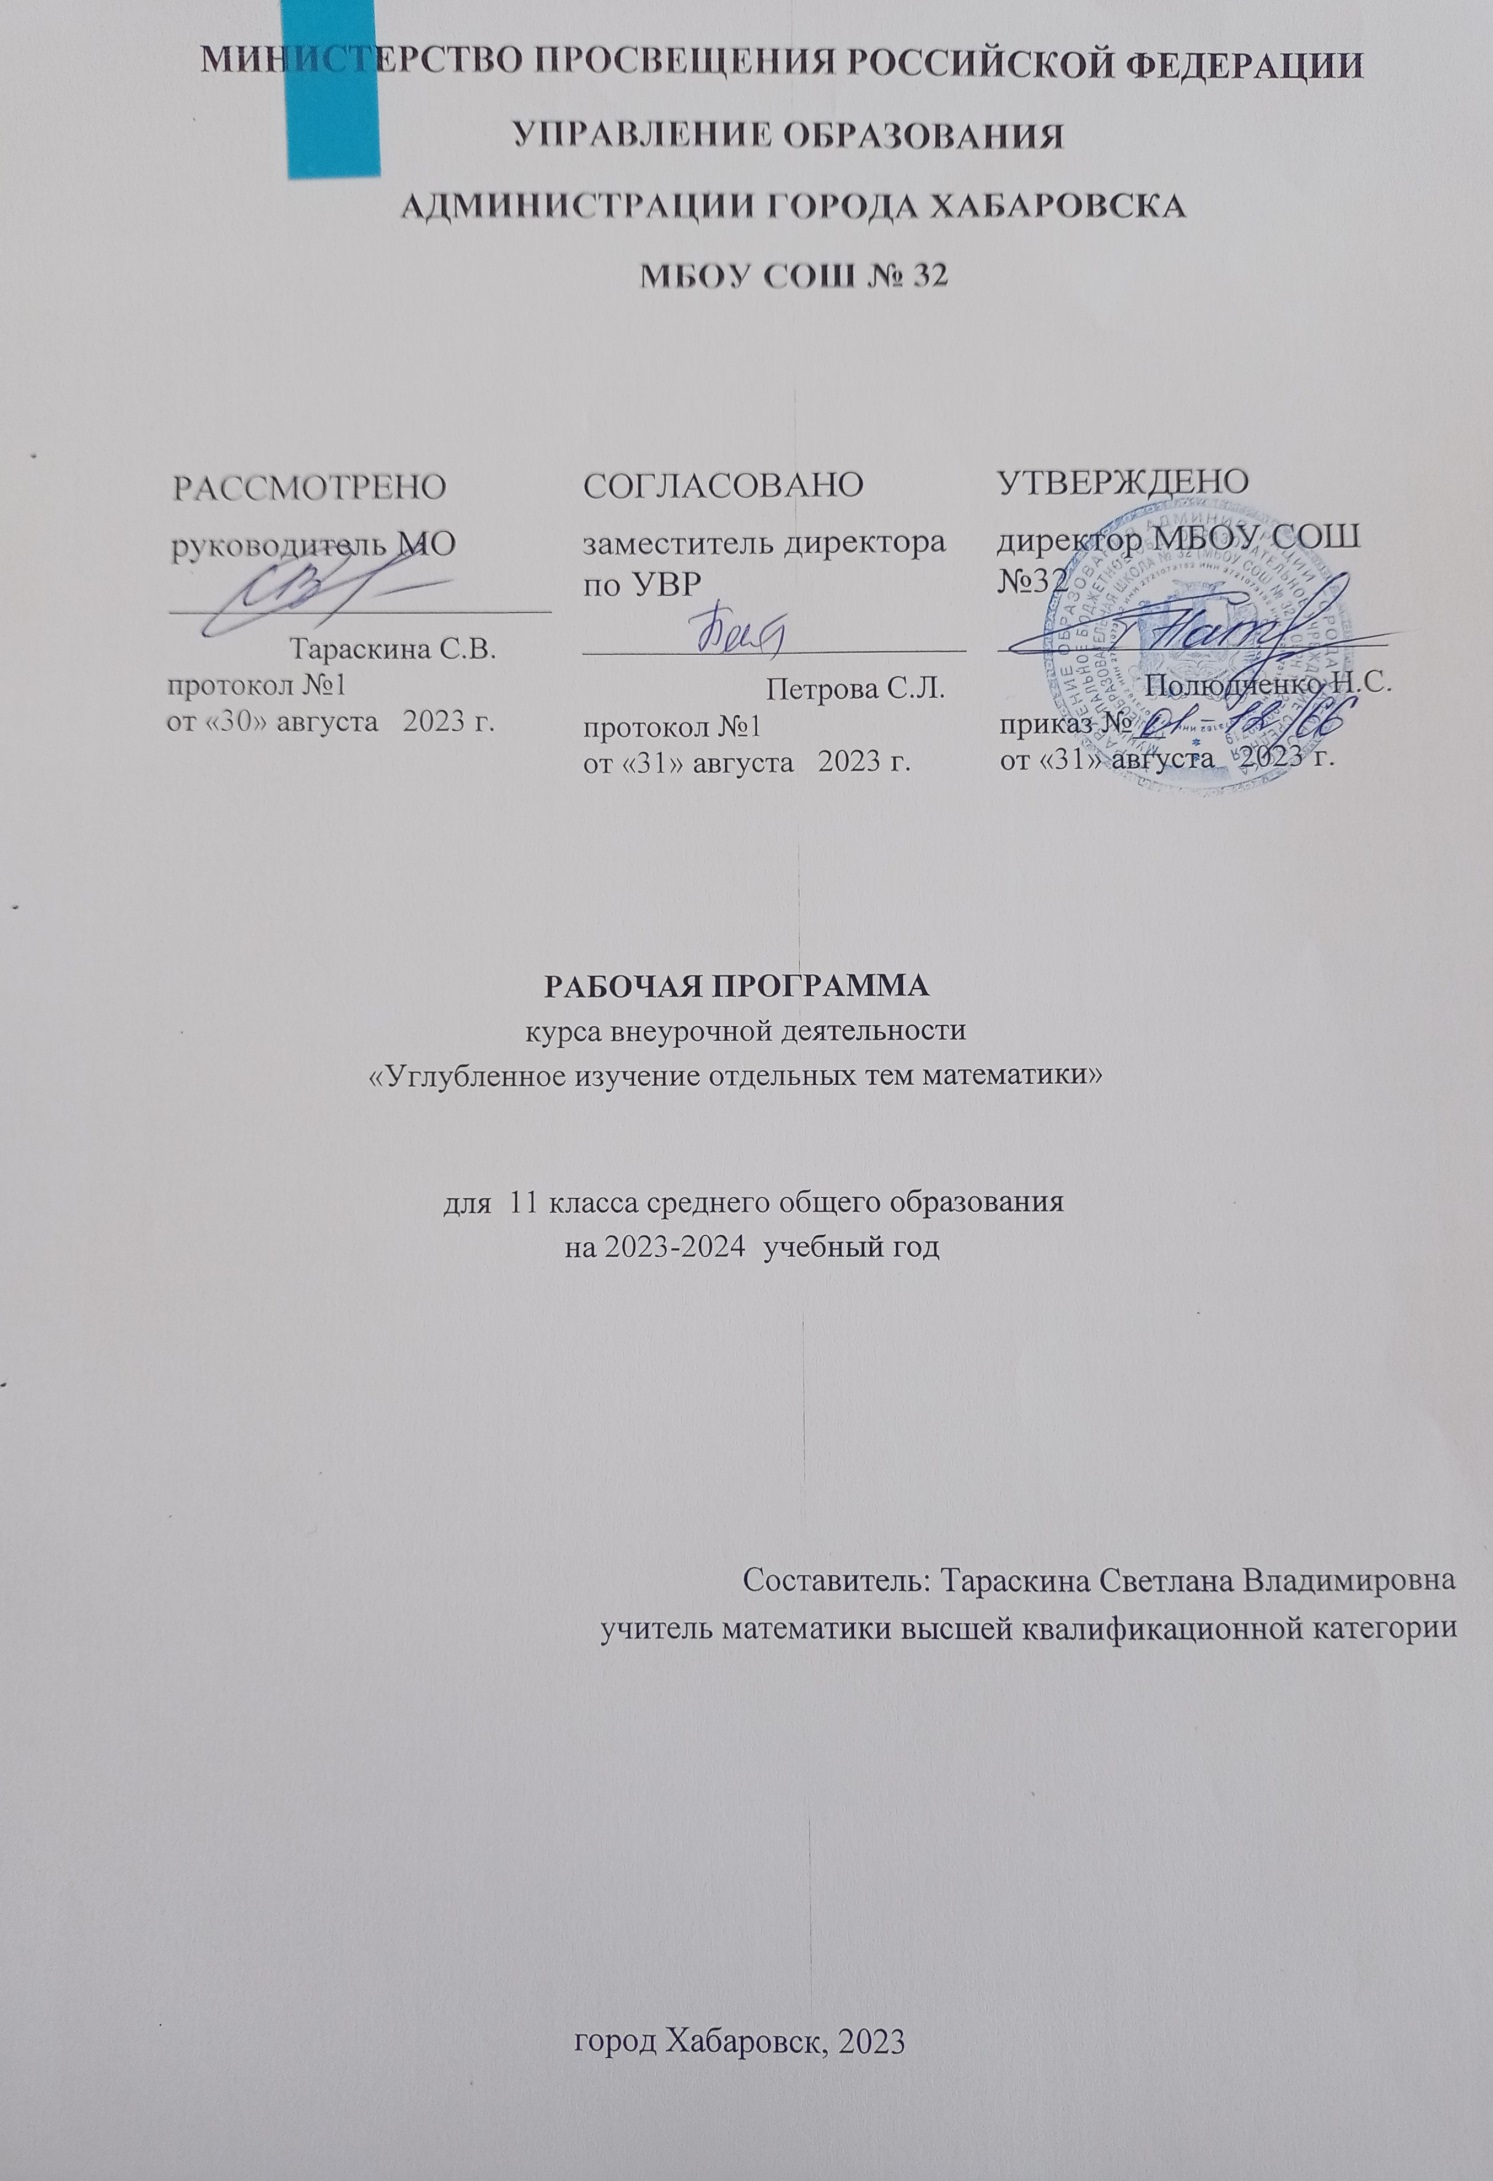 МИНИСТЕРСТВО ПРОСВЕЩЕНИЯ РОССИЙСКОЙ ФЕДЕРАЦИИ
УПРАВЛЕНИЕ ОБРАЗОВАНИЯ
АДМИНИСТРАЦИИ ГОРОДА ХАБАРОВСКА
МБОУ СОШ № 32
РАССМОТРЕНО
руководитель МО
Тараскина С.В.
протокол №1
от «30» августа 2023 г.
СОГЛАСОВАНО
заместитель директора
по УВР
Петрова С.Л.
протокол №1
от «31» августа 2023 г.
УТВЕРЖДЕНО
директор МБОУ СОШ
№32
Полюдченко Н.С.
приказ № 01-12/66
от «31» августа 2023 г.
РАБОЧАЯ ПРОГРАММА
курса внеурочной деятельности
«Углубленное изучение отдельных тем математики»
для 11 класса среднего общего образования
на 2023-2024 учебный год
Составитель: Тараскина Светлана Владимировна
учитель математики высшей квалификационной категории
город Хабаровск, 2023